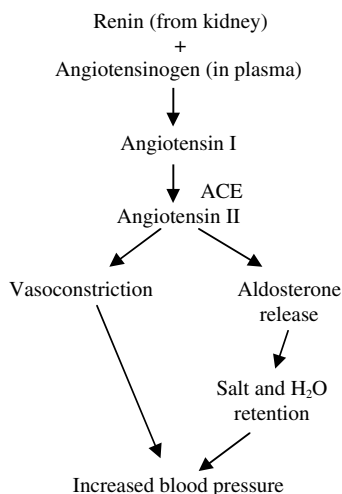 Renin (from kidney)
+
Angiotensinogen (in plasma)
Angiotensin I
ACE
Angiotensin II
Vasoconstriction
Aldosterone
release
Salt and H₂O
retention
Increased blood pressure